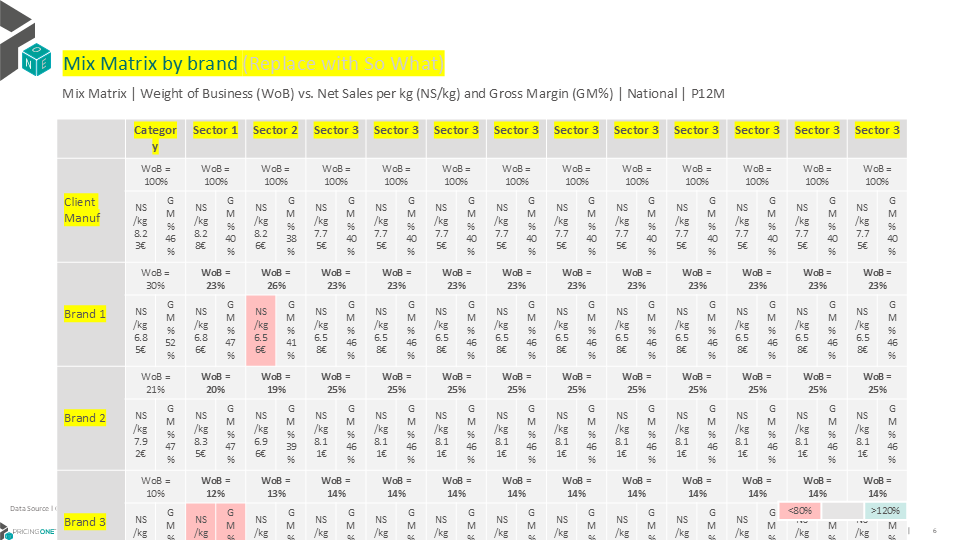 Mix Matrix by brand (Replace with So What)
Mix Matrix | Weight of Business (WoB) vs. Net Sales per kg (NS/kg) and Gross Margin (GM%) | National | P12M
Category Sector 1 Sector 2 Sector 3 Sector 3 Sector 3 Sector 3 Sector 3 Sector 3 Sector 3 Sector 3 Sector 3 Sector 3
Client Manuf
WoB = 100% WoB = 100% WoB = 100% WoB = 100% WoB = 100% WoB = 100% WoB = 100% WoB = 100% WoB = 100% WoB = 100% WoB = 100% WoB = 100% WoB = 100%
NS/kg 8.23€ GM% 46% NS/kg 8.28€ GM% 40% NS/kg 8.26€ GM% 38% NS/kg 7.75€ GM% 40% NS/kg 7.75€ GM% 40% NS/kg 7.75€ GM% 40% NS/kg 7.75€ GM% 40% NS/kg 7.75€ GM% 40% NS/kg 7.75€ GM% 40% NS/kg 7.75€ GM% 40% NS/kg 7.75€ GM% 40% NS/kg 7.75€ GM% 40% NS/kg 7.75€ GM% 40%
Brand 1
WoB = 30% WoB = 23% WoB = 26% WoB = 23% WoB = 23% WoB = 23% WoB = 23% WoB = 23% WoB = 23% WoB = 23% WoB = 23% WoB = 23% WoB = 23%
NS/kg 6.85€ GM% 52% NS/kg 6.86€ GM% 47% NS/kg 6.56€ GM% 41% NS/kg 6.58€ GM% 46% NS/kg 6.58€ GM% 46% NS/kg 6.58€ GM% 46% NS/kg 6.58€ GM% 46% NS/kg 6.58€ GM% 46% NS/kg 6.58€ GM% 46% NS/kg 6.58€ GM% 46% NS/kg 6.58€ GM% 46% NS/kg 6.58€ GM% 46% NS/kg 6.58€ GM% 46%
Brand 2
WoB = 21% WoB = 20% WoB = 19% WoB = 25% WoB = 25% WoB = 25% WoB = 25% WoB = 25% WoB = 25% WoB = 25% WoB = 25% WoB = 25% WoB = 25%
NS/kg 7.92€ GM% 47% NS/kg 8.35€ GM% 47% NS/kg 6.96€ GM% 39% NS/kg 8.11€ GM% 46% NS/kg 8.11€ GM% 46% NS/kg 8.11€ GM% 46% NS/kg 8.11€ GM% 46% NS/kg 8.11€ GM% 46% NS/kg 8.11€ GM% 46% NS/kg 8.11€ GM% 46% NS/kg 8.11€ GM% 46% NS/kg 8.11€ GM% 46% NS/kg 8.11€ GM% 46%
Brand 3
WoB = 10% WoB = 12% WoB = 13% WoB = 14% WoB = 14% WoB = 14% WoB = 14% WoB = 14% WoB = 14% WoB = 14% WoB = 14% WoB = 14% WoB = 14%
NS/kg GM% NS/kg GM% NS/kg GM% NS/kg GM% NS/kg GM% NS/kg GM% NS/kg GM% NS/kg GM% NS/kg GM% NS/kg GM% NS/kg GM%
<80% >120%
Data Source |
PRICINGONE
6